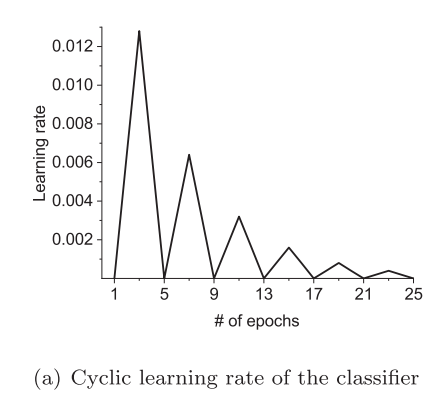 0.012
0.010
0.008
0.006
0.004
0.002
Learning rate
1 5 9 13 17 21 25
# of epochs
(a) Cyclic learning rate of the classifier